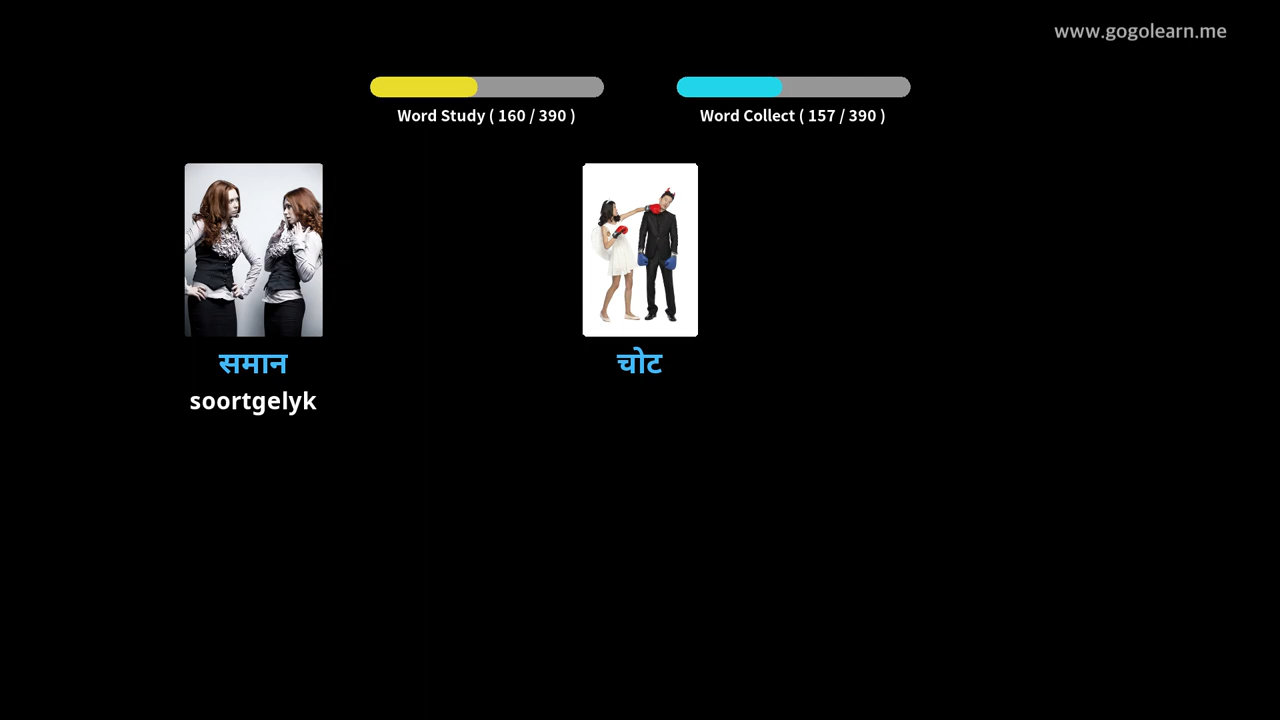 www.gogolearn.me
Word Study ( 160 / 390 )
Word Collect ( 157 / 390 )
समान
चोट
soortgelyk